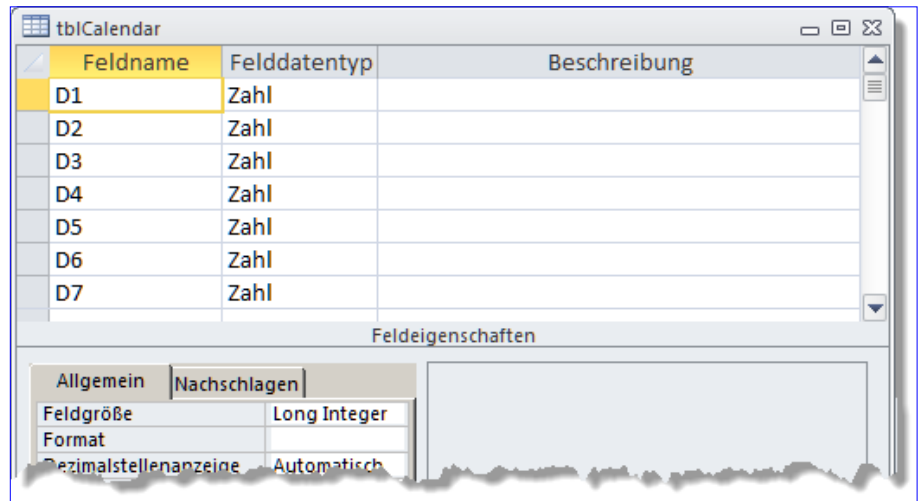 tblCalendar
Feldname Felddatentyp Beschreibung
D1 Zahl
D2 Zahl
D3 Zahl
D4 Zahl
D5 Zahl
D6 Zahl
D7 Zahl
Feldeigenschaften
Allgemein Nachschlagen
Feldgröße Long Integer
Format
Dezimalstellenanzeige Automatisch